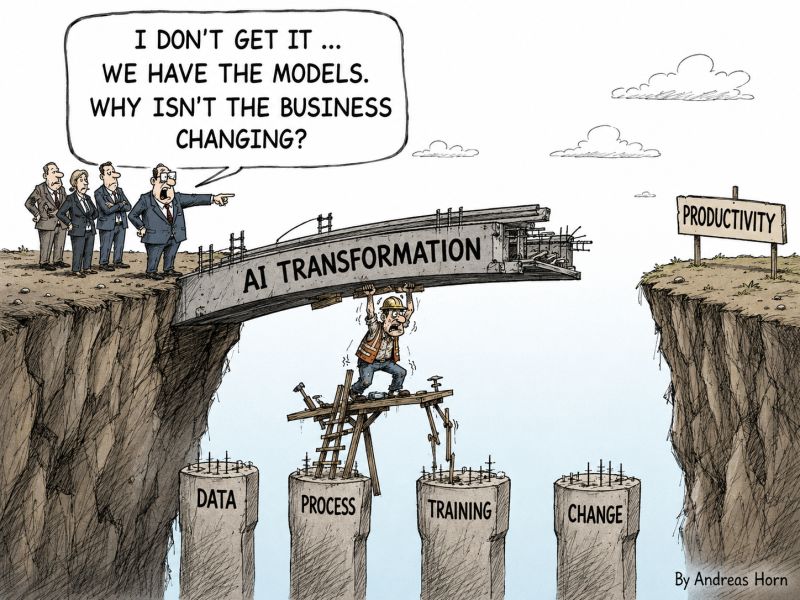 I DON'T GET IT ...
WE HAVE THE MODELS.
WHY ISN'T THE BUSINESS
CHANGING?
PRODUCTIVITY
AI TRANSFORMATION
DATA
PROCESS
TRAINING
CHANGE
By Andreas Horn